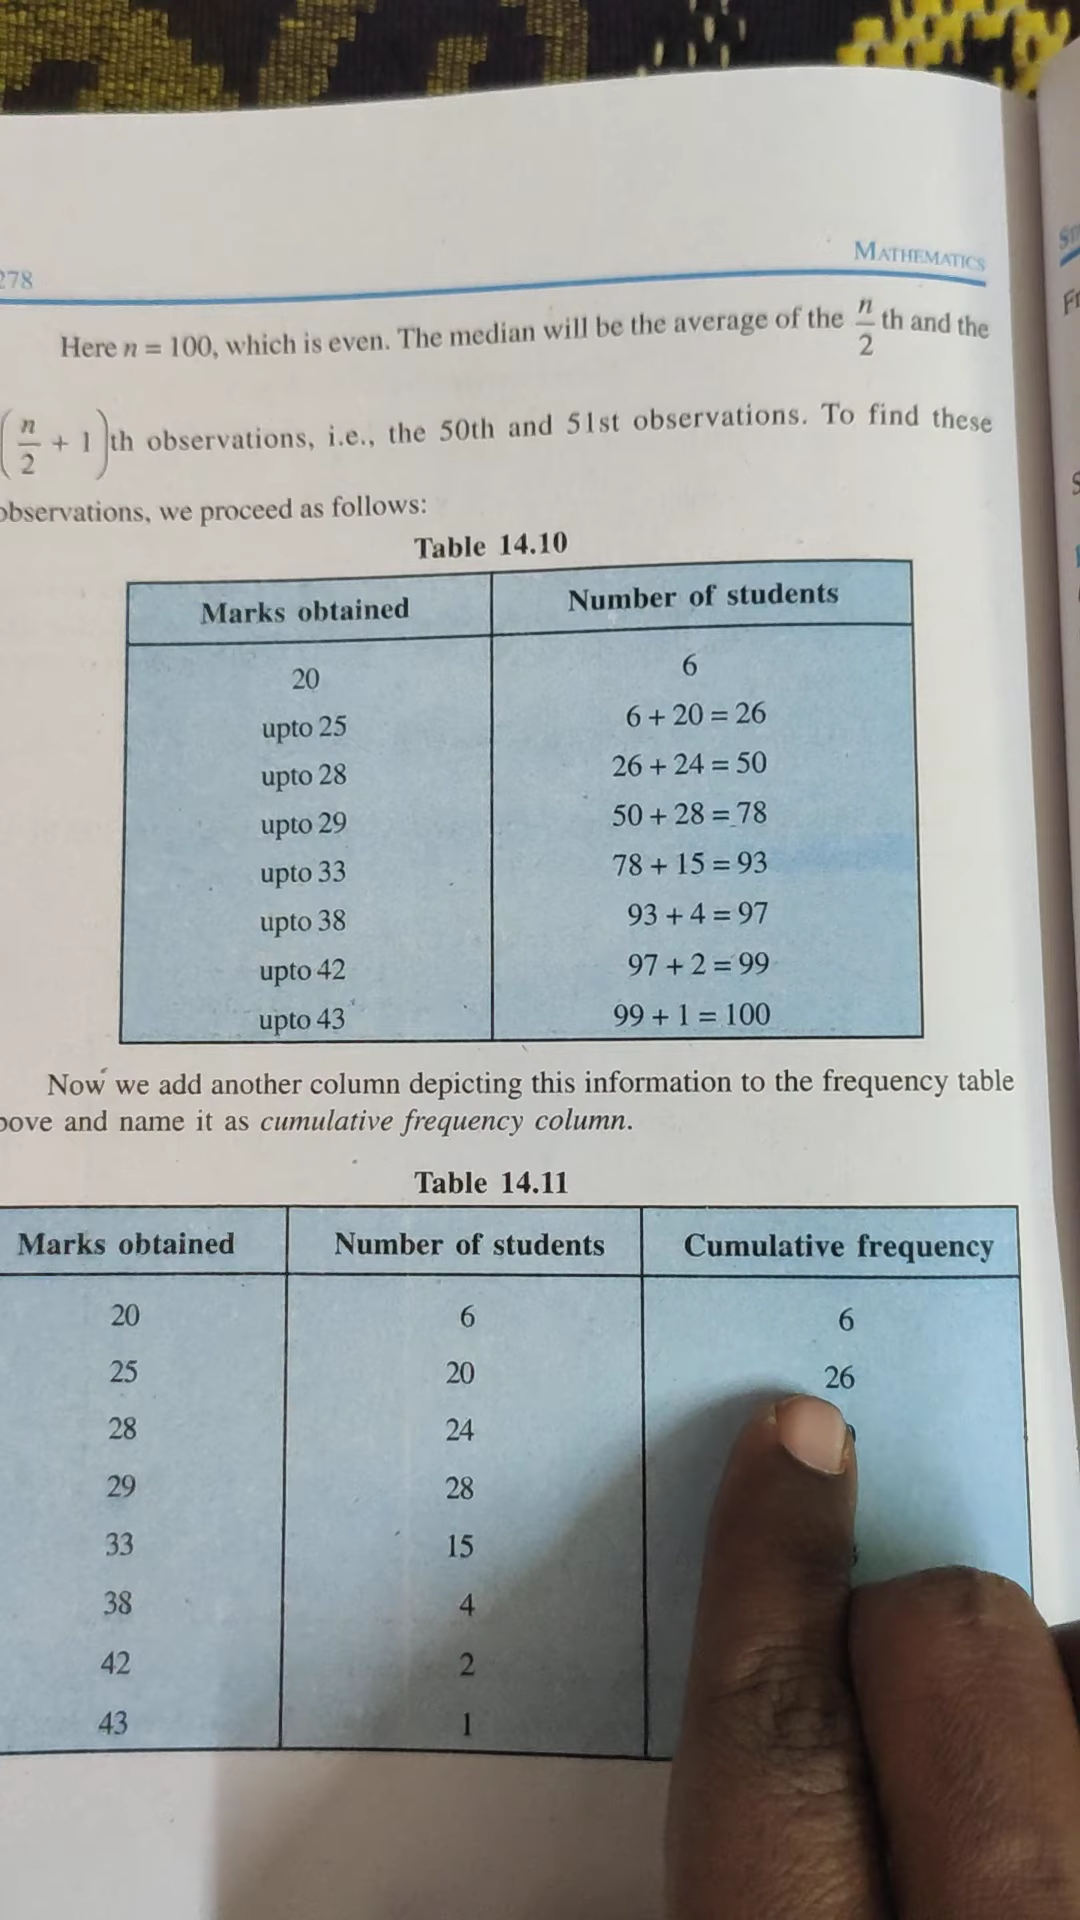 278
MATHEMATICS
Here n = 100, which is even. The median will be the average of the n/2 th and the
(n/2 + 1)th observations, i.e., the 50th and 51st observations. To find these
observations, we proceed as follows:
Table 14.10
Marks obtained Number of students
20 6
upto 25 6 + 20 = 26
upto 28 26 + 24 = 50
upto 29 50 + 28 = 78
upto 33 78 + 15 = 93
upto 38 93 + 4 = 97
upto 42 97 + 2 = 99
upto 43 99 + 1 = 100
Now we add another column depicting this information to the frequency table
bove and name it as cumulative frequency column.
Table 14.11
Marks obtained Number of students Cumulative frequency
20 6 6
25 20 26
28 24
29 28
33 15
38 4
42 2
43 1